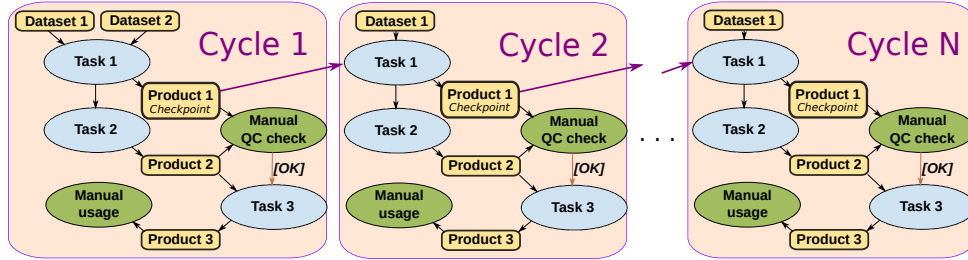 Dataset 1
Dataset 2
Cycle 1
Task 1
Product 1
Checkpoint
Task 2
Manual
QC check
Product 2
[OK]
Manual
usage
Task 3
Product 3
Dataset 1
Cycle 2
Task 1
Product 1
Checkpoint
Task 2
Manual
QC check
Product 2
[OK]
Manual
usage
Task 3
Product 3
. . .
Dataset 1
Cycle N
Task 1
Product 1
Checkpoint
Task 2
Manual
QC check
Product 2
[OK]
Manual
usage
Task 3
Product 3